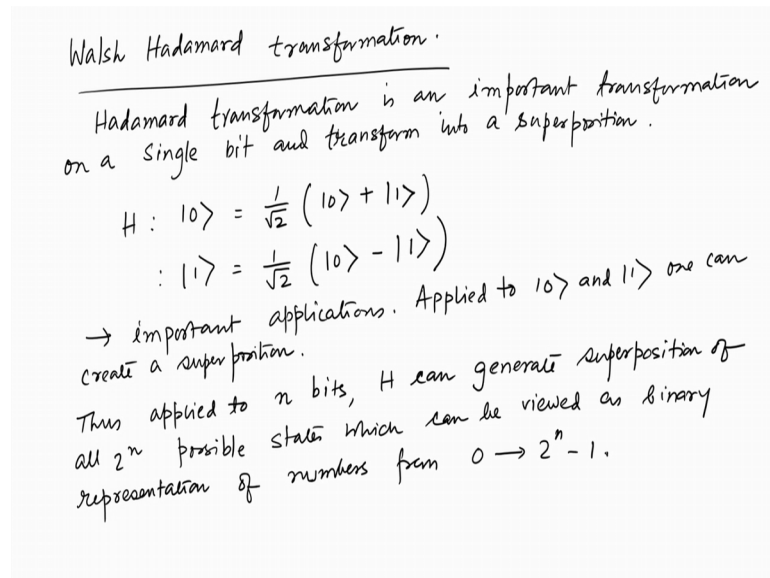 Walsh Hadamard transformation.
Hadamard transformation is an important transformation
on a single bit and transform into a superposition.
H : |0> = 1/√2 (|0> + |1>)
: |1> = 1/√2 (|0> - |1>)
→ important applications. Applied to |0> and |1> one can
create a superposition.
Thus applied to n bits, H can generate superposition of
all 2^n possible states which can be viewed as binary
representation of numbers from 0 → 2^n - 1.